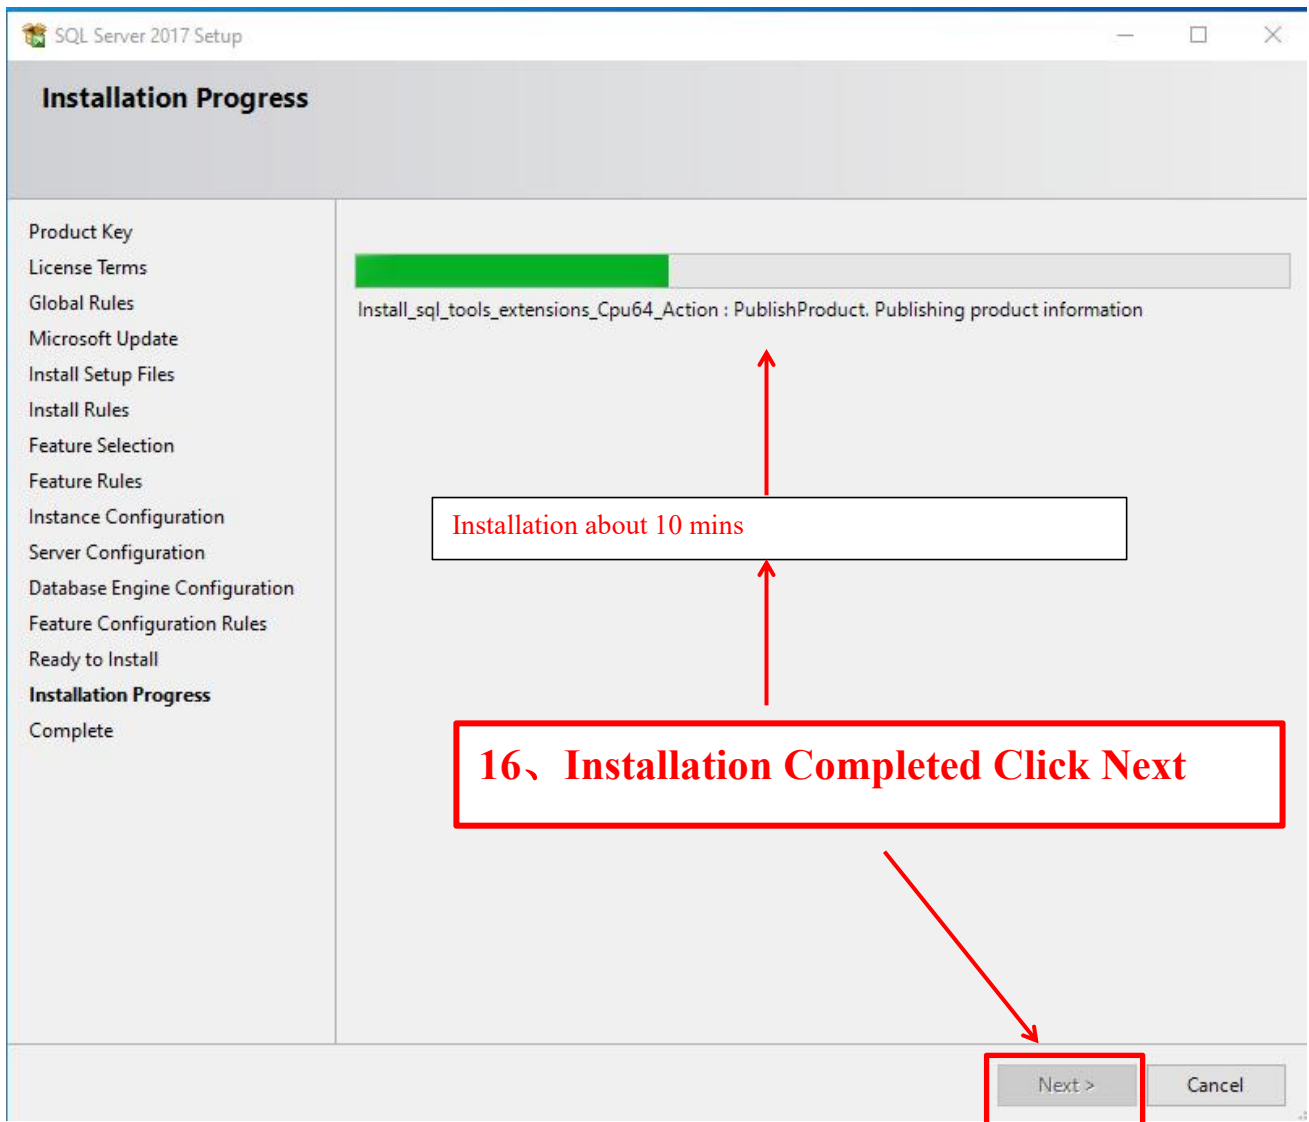 SQL Server 2017 Setup
Installation Progress
Product Key
License Terms
Global Rules
Microsoft Update
Install Setup Files
Install Rules
Feature Selection
Feature Rules
Instance Configuration
Server Configuration
Database Engine Configuration
Feature Configuration Rules
Ready to Install
Installation Progress
Complete
Install_sql_tools_extensions_Cpu64_Action : PublishProduct. Publishing product information
Installation about 10 mins
16、Installation Completed Click Next
Next >
Cancel